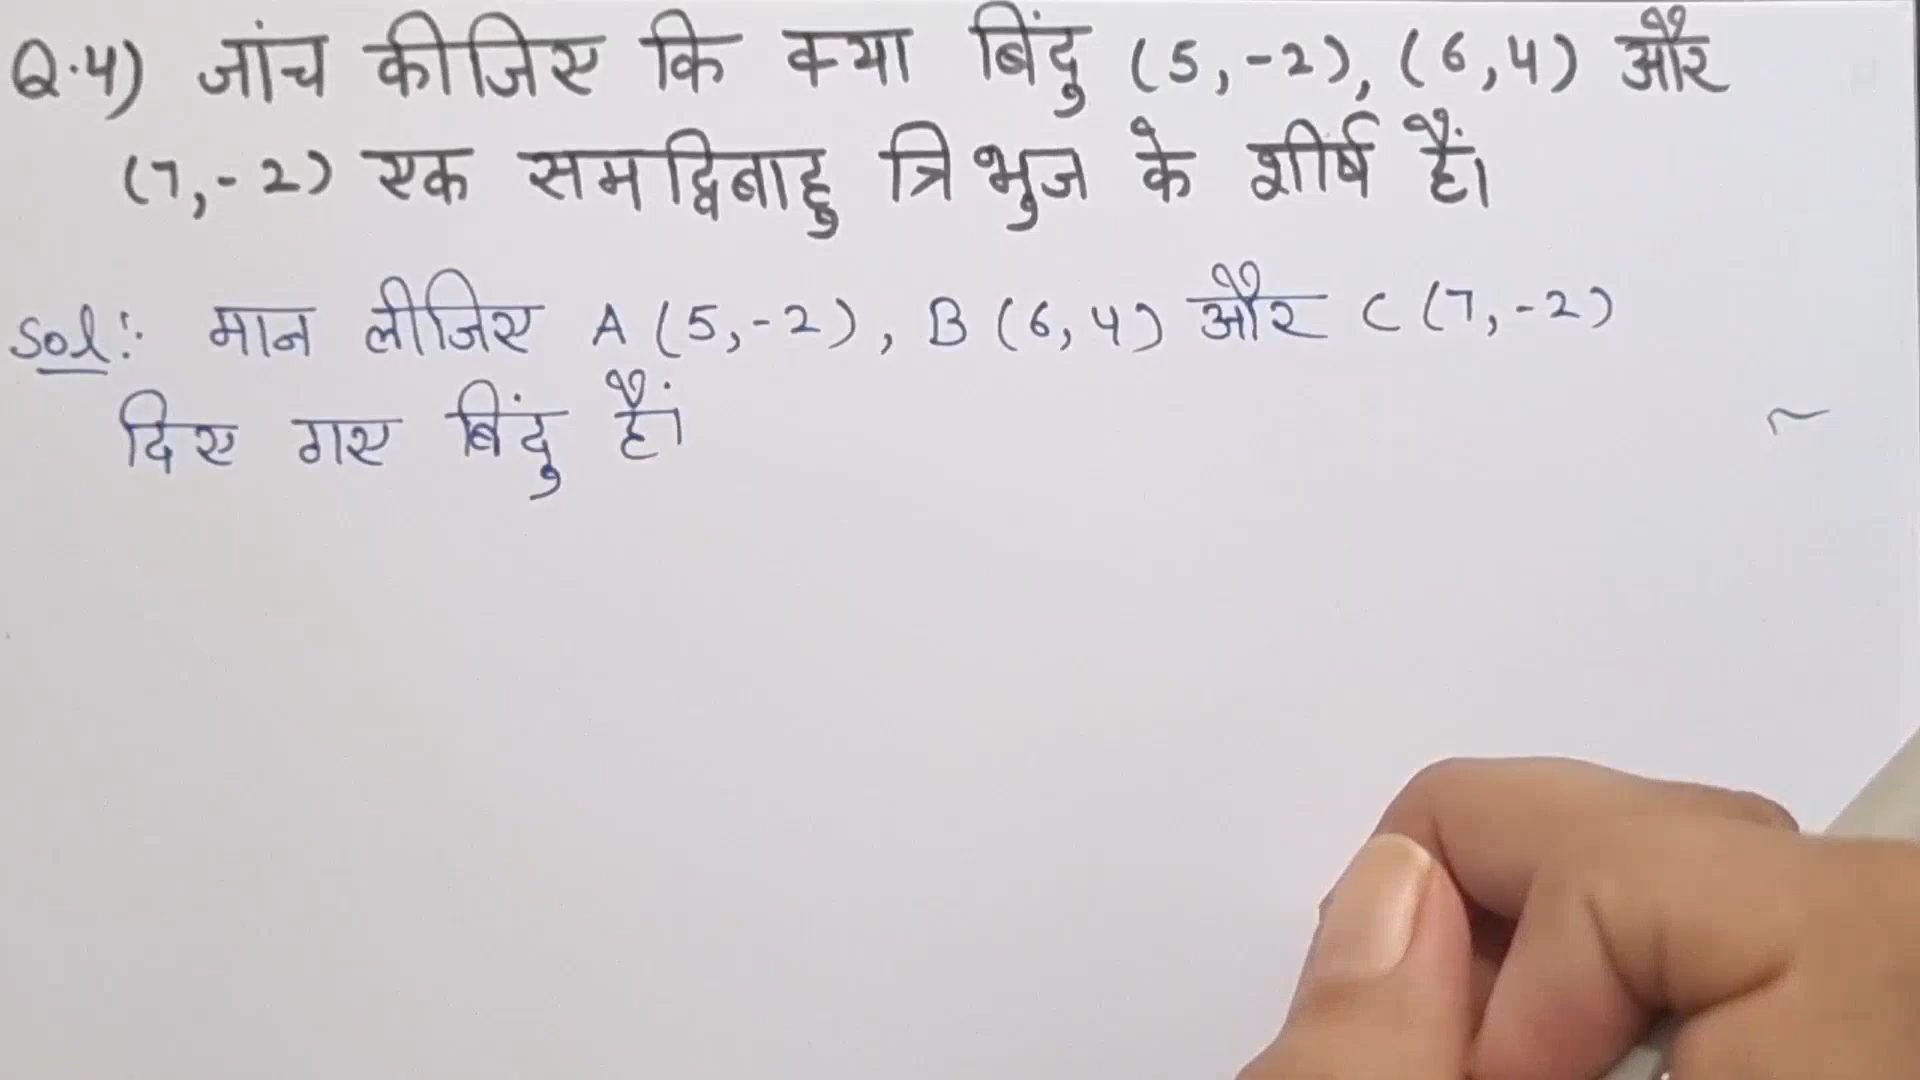 Q.4) जांच कीजिए कि क्या बिंदु (5,-2), (6,4) और
(7,-2) एक समद्विबाहु त्रिभुज के शीर्ष हैं।
Sol: मान लीजिए A (5,-2), B (6,4) और C (7,-2)
दिए गए बिंदु हैं।